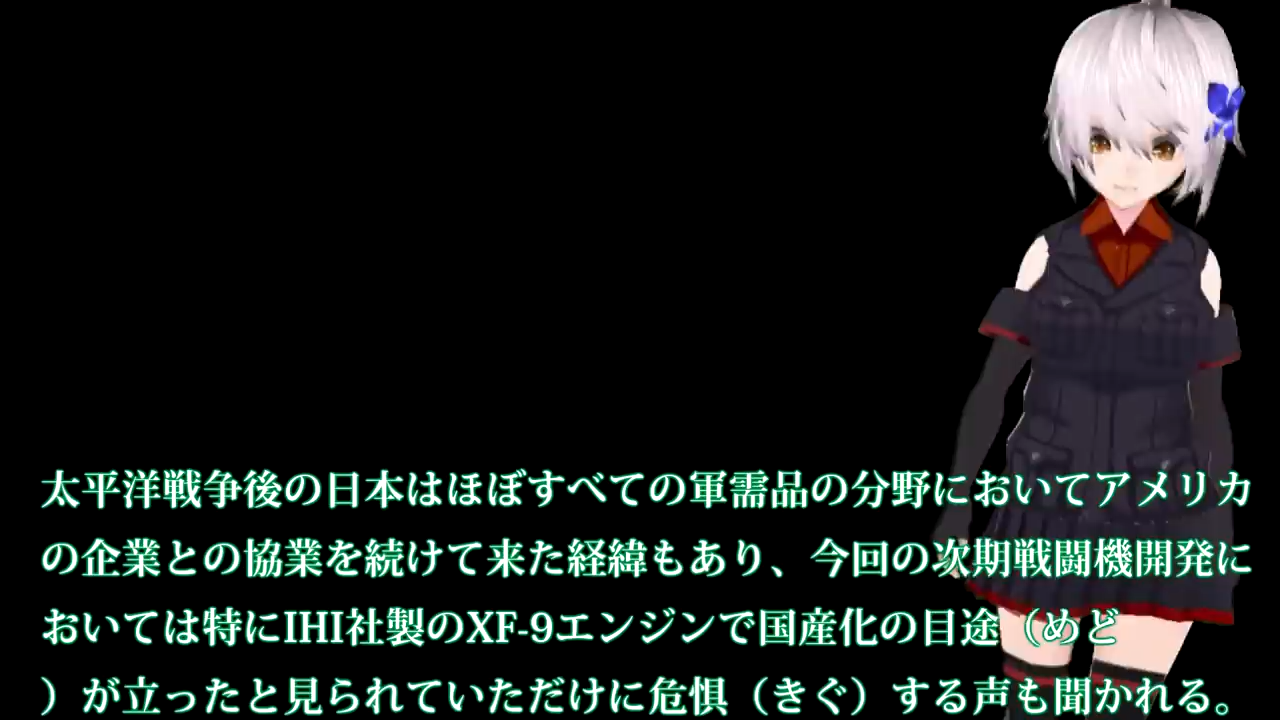 太平洋戦争後の日本はほぼすべての軍需品の分野においてアメリカ
の企業との協業を続けて来た経緯もあり、今回の次期戦闘機開発に
おいては特にIHI社製のXF-9エンジンで国産化の目途（めど
）が立ったと見られていただけに危惧（きぐ）する声も聞かれる。